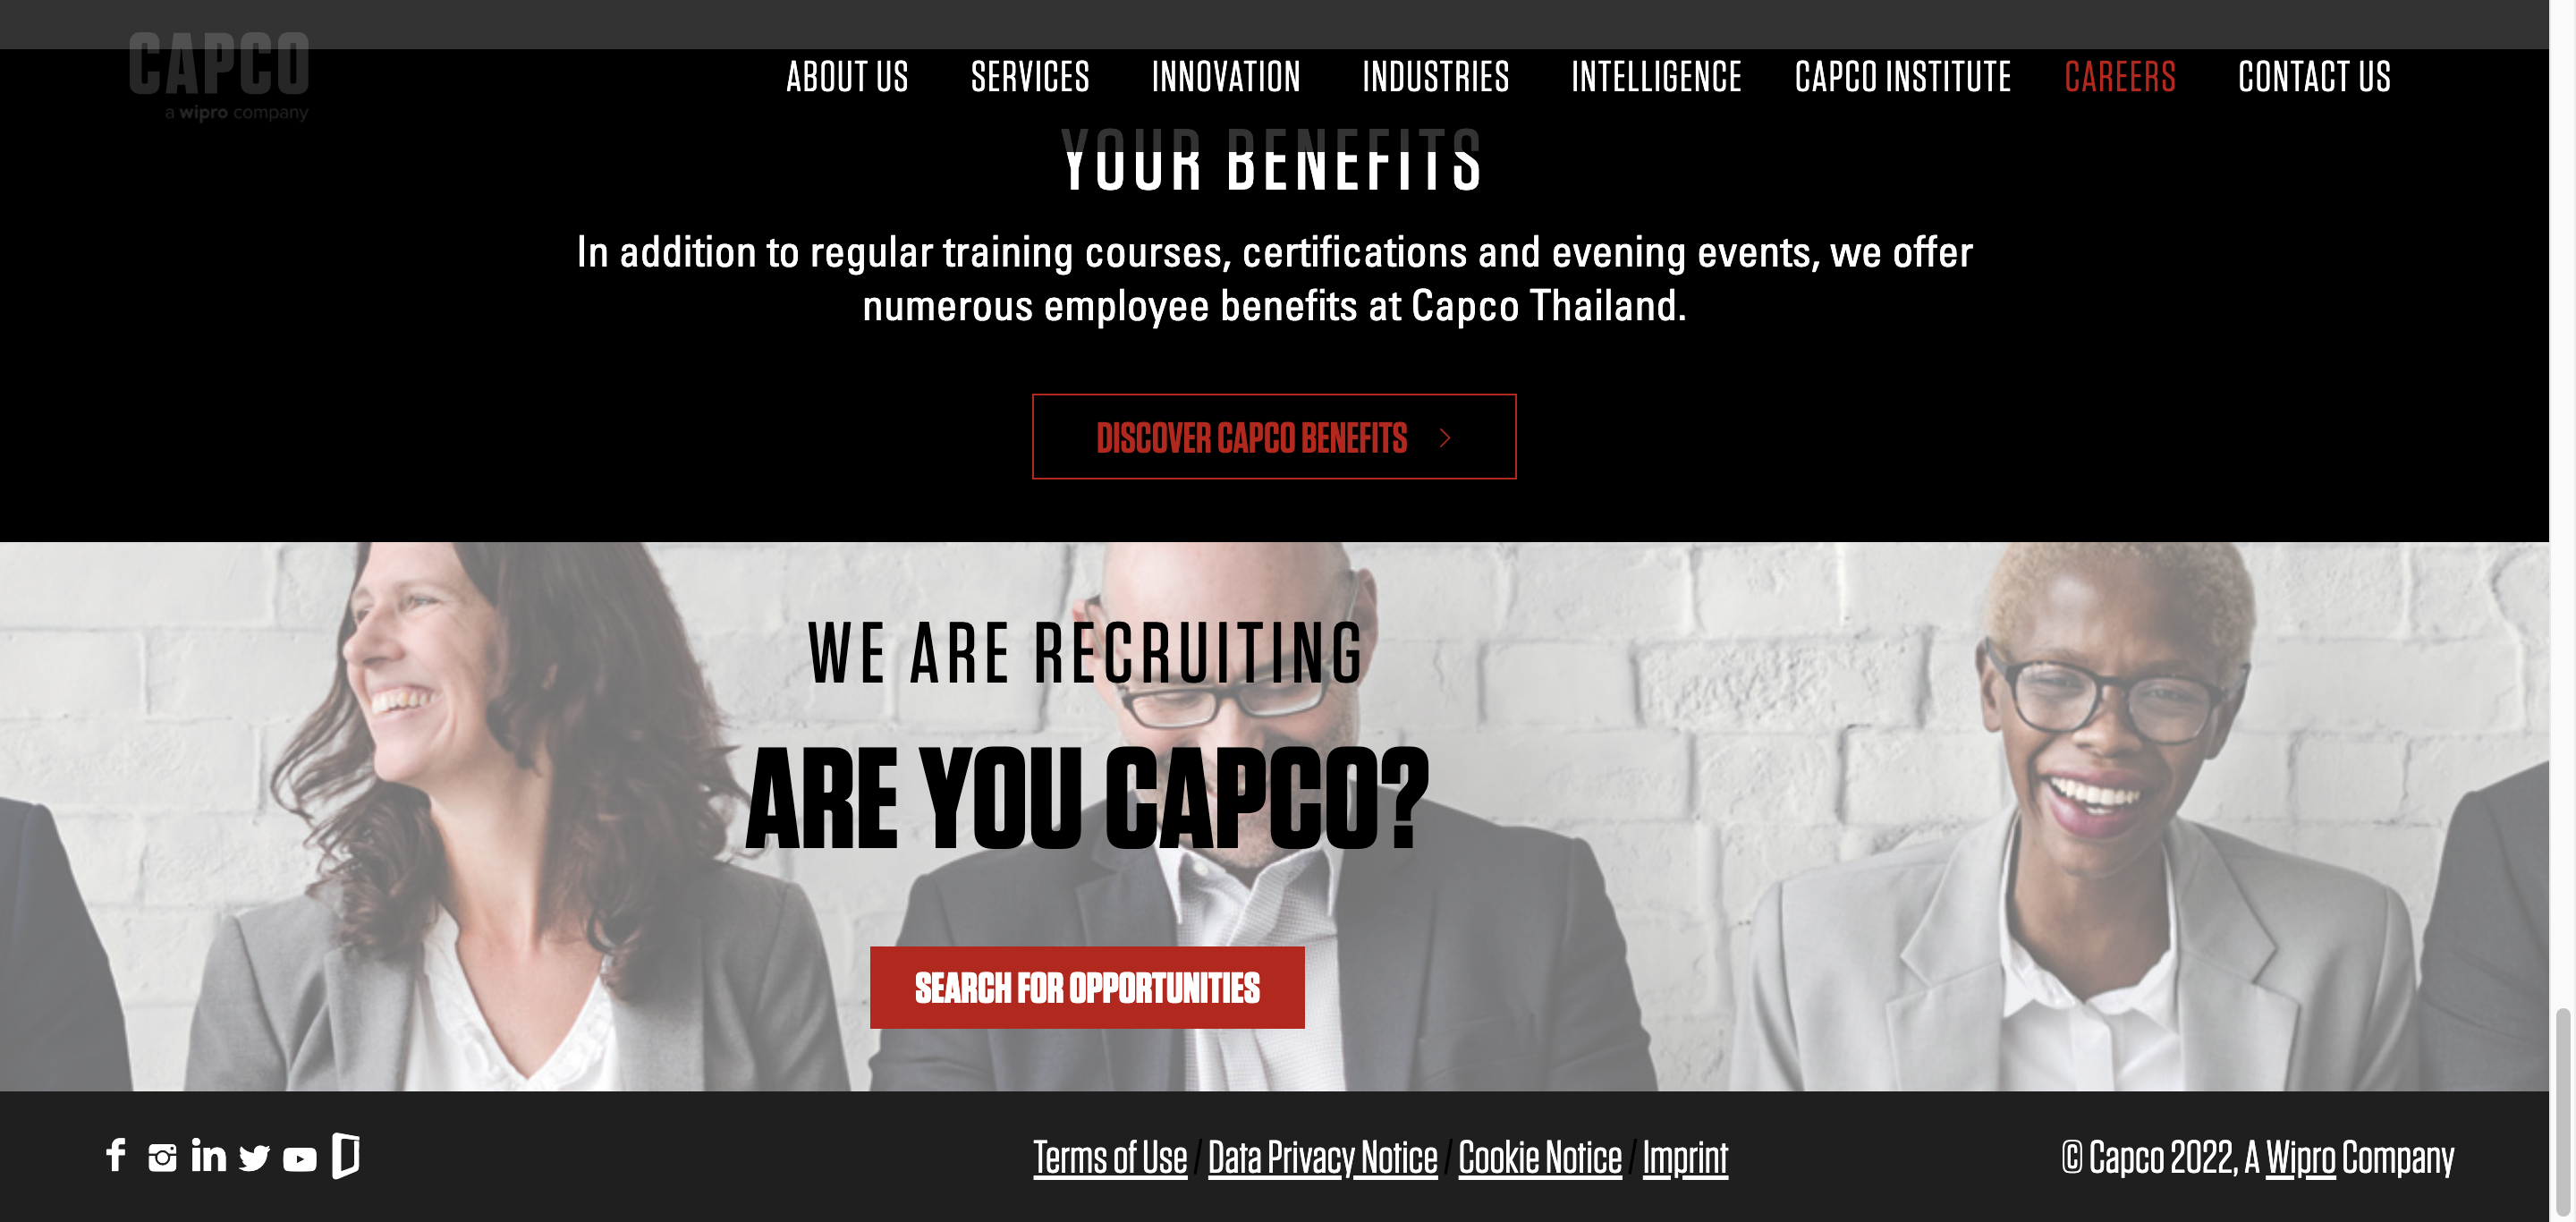 CAPCO
a wipro company
ABOUT US
SERVICES
INNOVATION
INDUSTRIES
INTELLIGENCE
CAPCO INSTITUTE
CAREERS
CONTACT US
YOUR BENEFITS
In addition to regular training courses, certifications and evening events, we offer
numerous employee benefits at Capco Thailand.
DISCOVER CAPCO BENEFITS
WE ARE RECRUITING
ARE YOU CAPCO?
SEARCH FOR OPPORTUNITIES
Terms of Use / Data Privacy Notice / Cookie Notice / Imprint
© Capco 2022, A Wipro Company